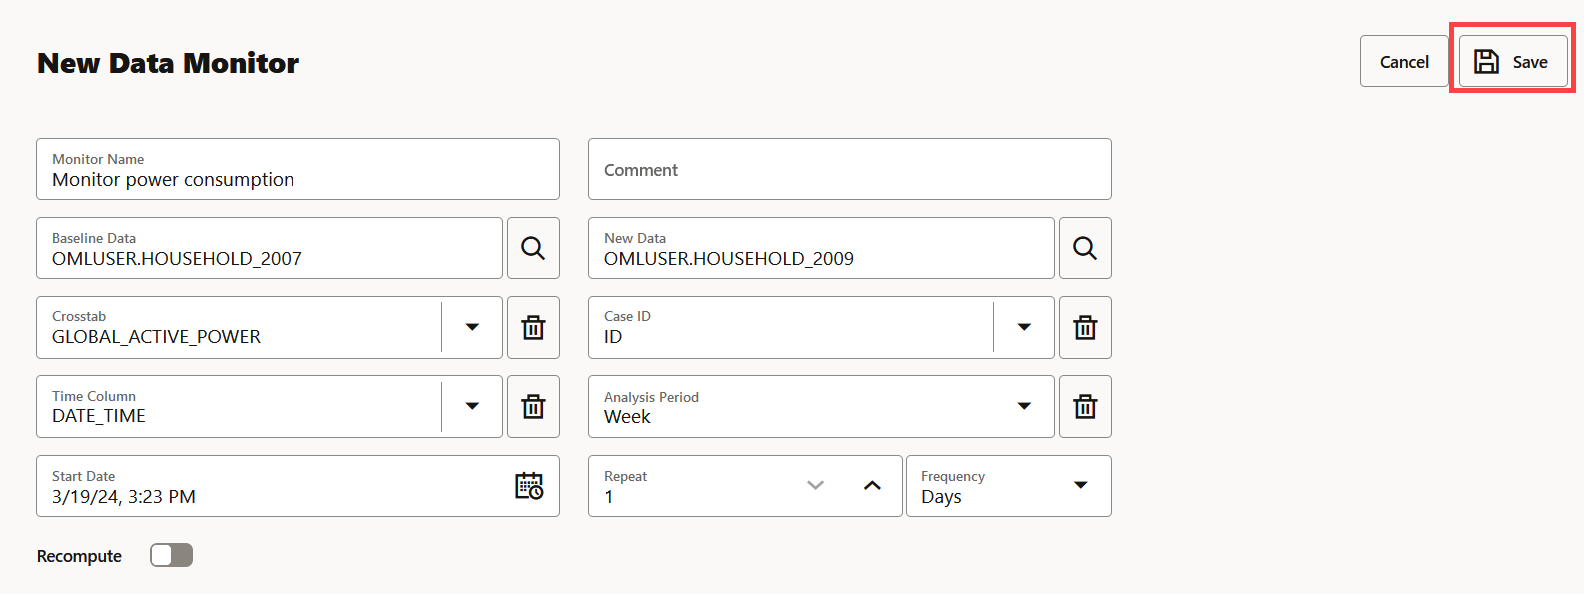 New Data Monitor
Cancel
Save
Monitor Name
Monitor power consumption
Comment
Baseline Data
OMLUSER.HOUSEHOLD_2007
New Data
OMLUSER.HOUSEHOLD_2009
Crosstab
GLOBAL_ACTIVE_POWER
Case ID
ID
Time Column
DATE_TIME
Analysis Period
Week
Start Date
3/19/24, 3:23 PM
Repeat
1
Frequency
Days
Recompute